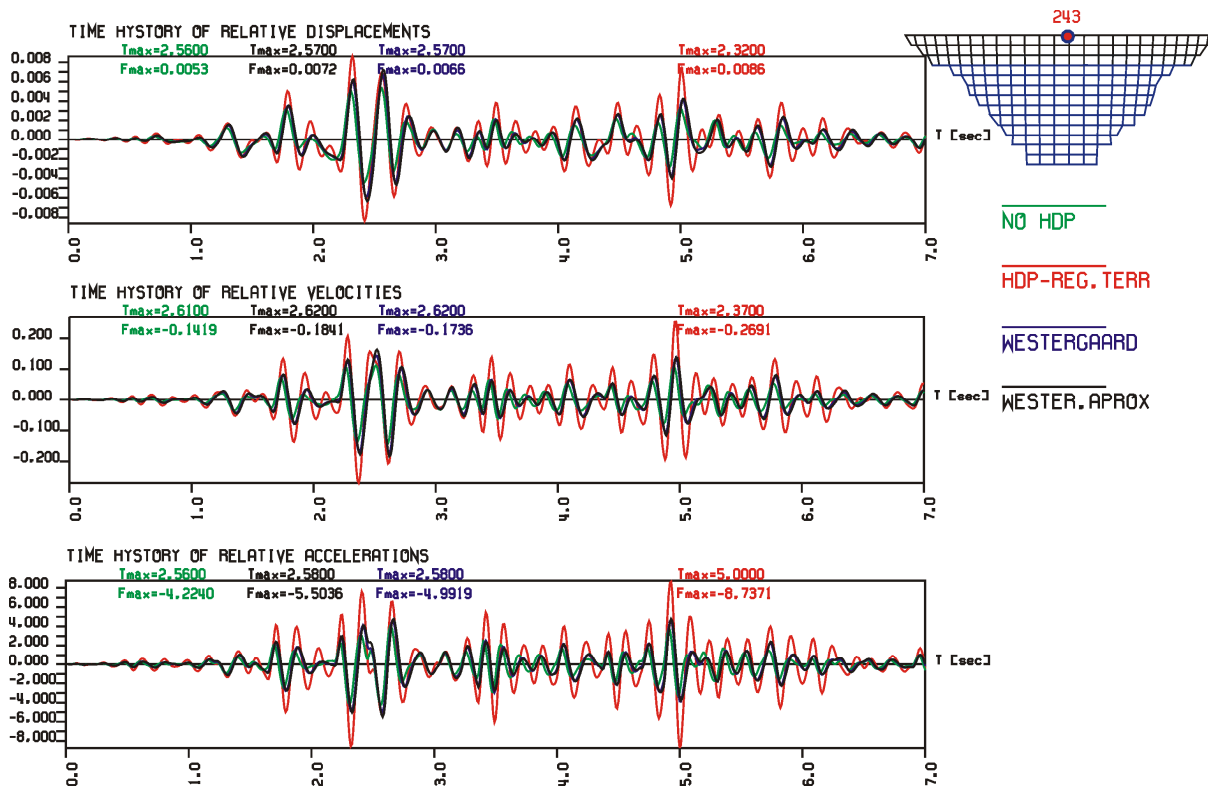 243
TIME HYSTORY OF RELATIVE DISPLACEMENTS
Tmax=2.5600 Tmax=2.5700 Tmax=2.5700 Tmax=2.3200
Fmax=0.0053 Fmax=0.0072 Fmax=0.0066 Fmax=0.0086
0.008
0.006
0.004
0.002
0.000
-0.002
-0.004
-0.006
-0.008
T [sec]
0.0 1.0 2.0 3.0 4.0 5.0 6.0 7.0
NO HDP
HDP-REG.TERR
WESTERGAARD
WESTER.APROX
TIME HYSTORY OF RELATIVE VELOCITIES
Tmax=2.6100 Tmax=2.6200 Tmax=2.6200 Tmax=2.3700
Fmax=-0.1419 Fmax=-0.1841 Fmax=-0.1736 Fmax=-0.2691
0.200
0.100
0.000
-0.100
-0.200
T [sec]
0.0 1.0 2.0 3.0 4.0 5.0 6.0 7.0
TIME HYSTORY OF RELATIVE ACCELERATIONS
Tmax=2.5600 Tmax=2.5800 Tmax=2.5800 Tmax=5.0000
Fmax=-4.2240 Fmax=-5.5036 Fmax=-4.9919 Fmax=-8.7371
8.000
6.000
4.000
2.000
0.000
-2.000
-4.000
-6.000
-8.000
T [sec]
0.0 1.0 2.0 3.0 4.0 5.0 6.0 7.0